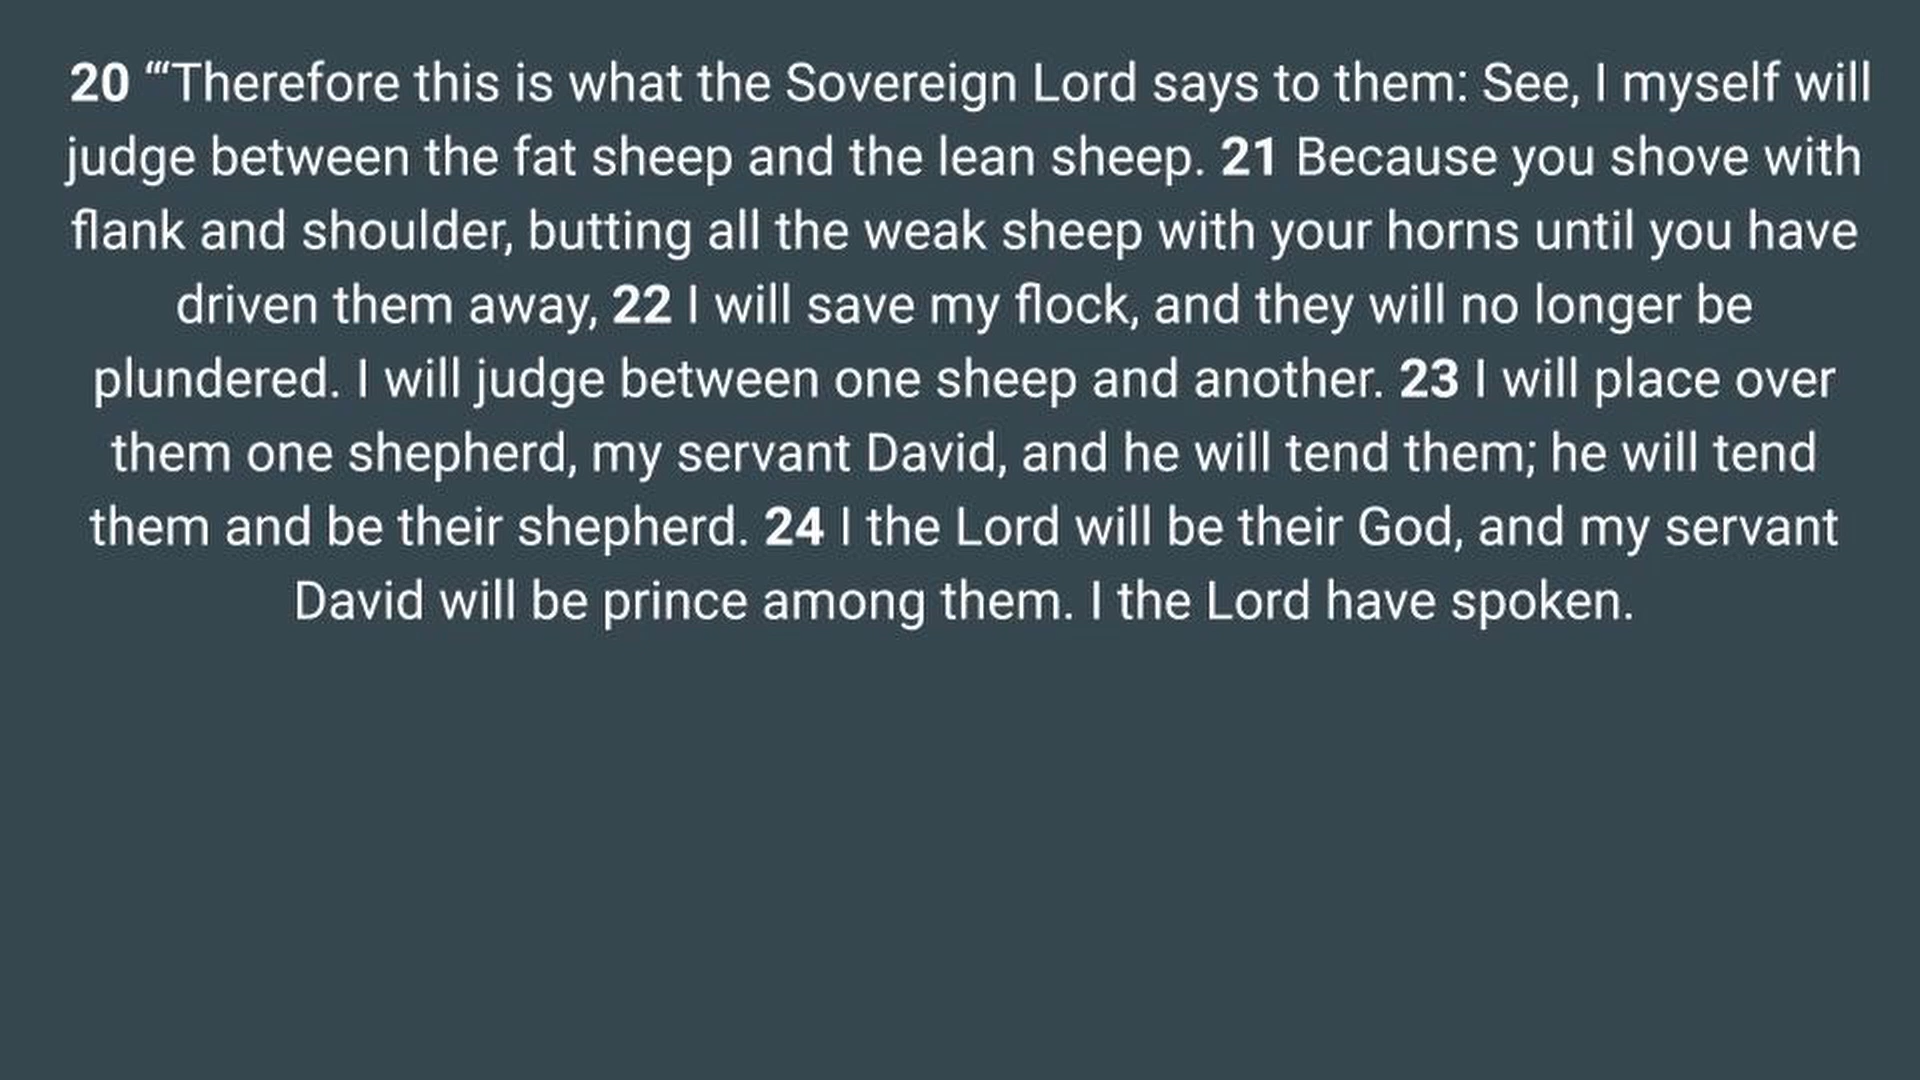 20 “‘Therefore this is what the Sovereign Lord says to them: See, I myself will
judge between the fat sheep and the lean sheep. 21 Because you shove with
flank and shoulder, butting all the weak sheep with your horns until you have
driven them away, 22 I will save my flock, and they will no longer be
plundered. I will judge between one sheep and another. 23 I will place over
them one shepherd, my servant David, and he will tend them; he will tend
them and be their shepherd. 24 I the Lord will be their God, and my servant
David will be prince among them. I the Lord have spoken.